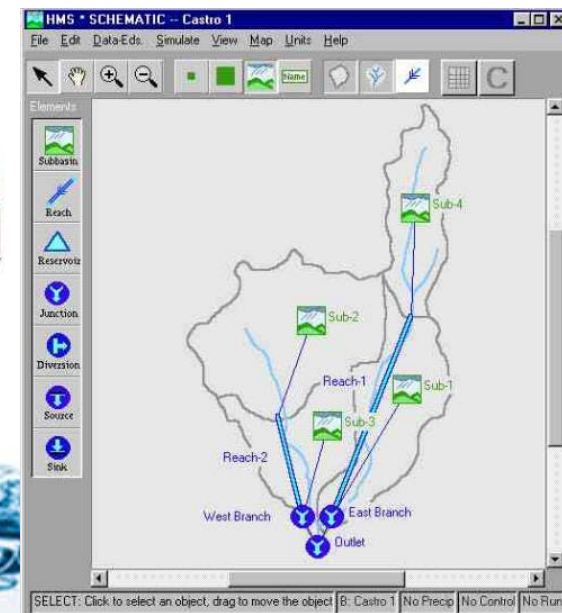 HMS * SCHEMATIC -- Castro 1
File Edit Data-Eds. Simulate View Map Units Help
Name
C
Elements
Subbasin
Reach
Reservoir
Junction
Diversion
Source
Sink
Sub-4
Sub-2
Reach-1
Sub-1
Sub-3
Reach-2
West Branch
East Branch
Outlet
SELECT: Click to select an object, drag to move the object B: Castro 1 No Precip No Control No Run